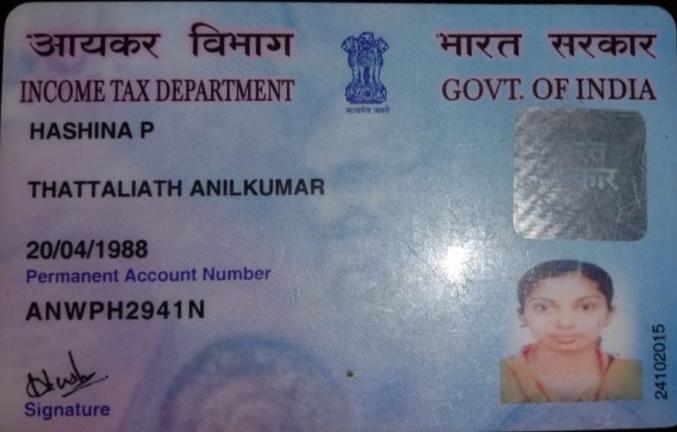 आयकर विभाग
भारत सरकार
INCOME TAX DEPARTMENT
GOVT. OF INDIA
सत्यमेव जयते
HASHINA P
THATTALIATH ANILKUMAR
20/04/1988
Permanent Account Number
ANWPH2941N
Signature
24102015